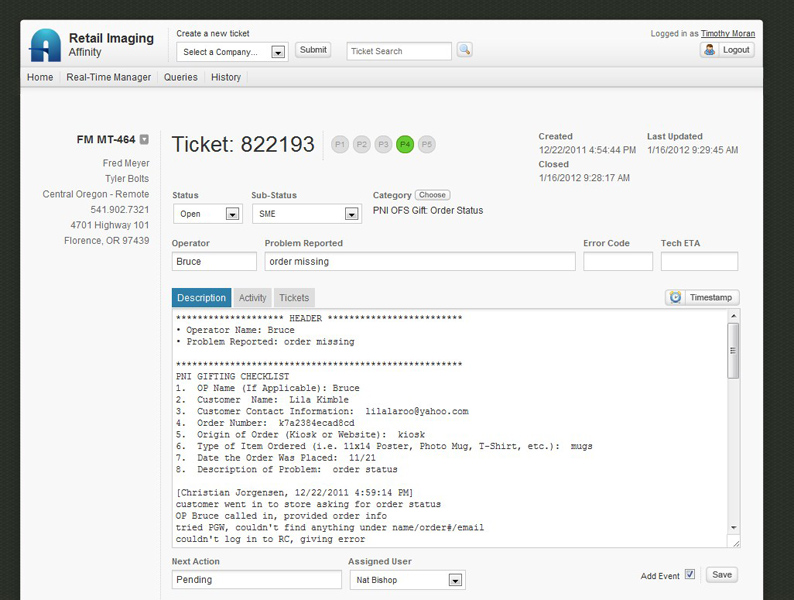 Retail Imaging
Affinity
Create a new ticket
Select a Company... Submit Ticket Search
Logged in as Timothy Moran
Logout
Home Real-Time Manager Queries History
FM MT-464
Fred Meyer
Tyler Bolts
Central Oregon - Remote
541.902.7321
4701 Highway 101
Florence, OR 97439
Ticket: 822193 P1 P2 P3 P4 P5
Created Last Updated
12/22/2011 4:54:44 PM 1/16/2012 9:29:45 AM
Closed
1/16/2012 9:28:17 AM
Status Sub-Status Category Choose
Open SME PNI OFS Gift: Order Status
Operator Problem Reported Error Code Tech ETA
Bruce order missing
Description Activity Tickets Timestamp
******************** HEADER *************************
• Operator Name: Bruce
• Problem Reported: order missing
*****************************************************
PNI GIFTING CHECKLIST
1. OP Name (If Applicable): Bruce
2. Customer Name: Lila Kimble
3. Customer Contact Information: lilalaroo@yahoo.com
4. Order Number: k7a2384ecad8cd
5. Origin of Order (Kiosk or Website): kiosk
6. Type of Item Ordered (i.e. 11x14 Poster, Photo Mug, T-Shirt, etc.): mugs
7. Date the Order Was Placed: 11/21
8. Description of Problem: order status
[Christian Jorgensen, 12/22/2011 4:59:14 PM]
customer went in to store asking for order status
OP Bruce called in, provided order info
tried PGW, couldn't find anything under name/order#/email
couldn't log in to RC, giving error
Next Action Assigned User
Pending Nat Bishop Add Event Save